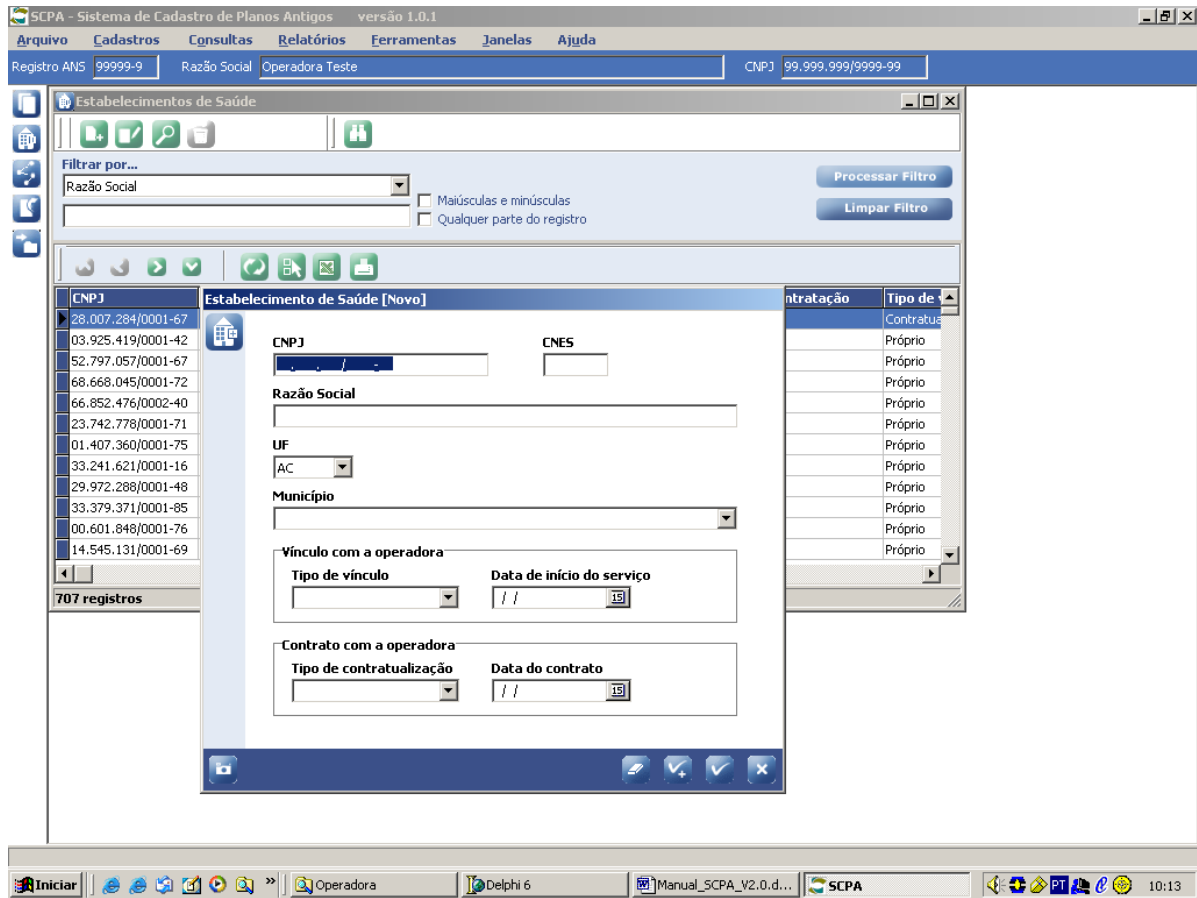 SCPA - Sistema de Cadastro de Planos Antigos versão 1.0.1
Arquivo Cadastros Consultas Relatórios Ferramentas Janelas Ajuda
Registro ANS 99999-9 Razão Social Operadora Teste CNPJ 99.999.999/9999-99
Estabelecimentos de Saúde
Filtrar por...
Razão Social
Maiúsculas e minúsculas
Qualquer parte do registro
Processar Filtro
Limpar Filtro
CNPJ ntratação Tipo de v
28.007.284/0001-67 Contratua
03.925.419/0001-42 Próprio
52.797.057/0001-67 Próprio
68.668.045/0001-72 Próprio
66.852.476/0002-40 Próprio
23.742.778/0001-71 Próprio
01.407.360/0001-75 Próprio
33.241.621/0001-16 Próprio
29.972.288/0001-48 Próprio
33.379.371/0001-85 Próprio
00.601.848/0001-76 Próprio
14.545.131/0001-69 Próprio
707 registros
Estabelecimento de Saúde [Novo]
CNPJ CNES
. . / -
Razão Social
UF
AC
Município
Vínculo com a operadora
Tipo de vínculo Data de início do serviço
/ / 15
Contrato com a operadora
Tipo de contratualização Data do contrato
/ / 15
Iniciar » Operadora Delphi 6 Manual_SCPA_V2.0.d... SCPA PT 10:13